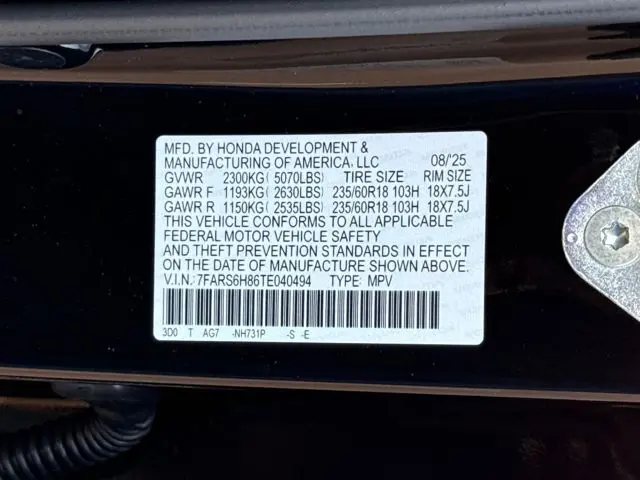 MFD. BY HONDA DEVELOPMENT &
MANUFACTURING OF AMERICA, LLC 08/'25
GVWR 2300KG( 5070LBS) TIRE SIZE RIM SIZE
GAWR F 1193KG( 2630LBS) 235/60R18 103H 18X7.5J
GAWR R 1150KG( 2535LBS) 235/60R18 103H 18X7.5J
THIS VEHICLE CONFORMS TO ALL APPLICABLE
FEDERAL MOTOR VEHICLE SAFETY
AND THEFT PREVENTION STANDARDS IN EFFECT
ON THE DATE OF MANUFACTURE SHOWN ABOVE.
V.I.N.: 7FARS6H86TE040494 TYPE: MPV
3D0 T AG7 -NH731P -S -E